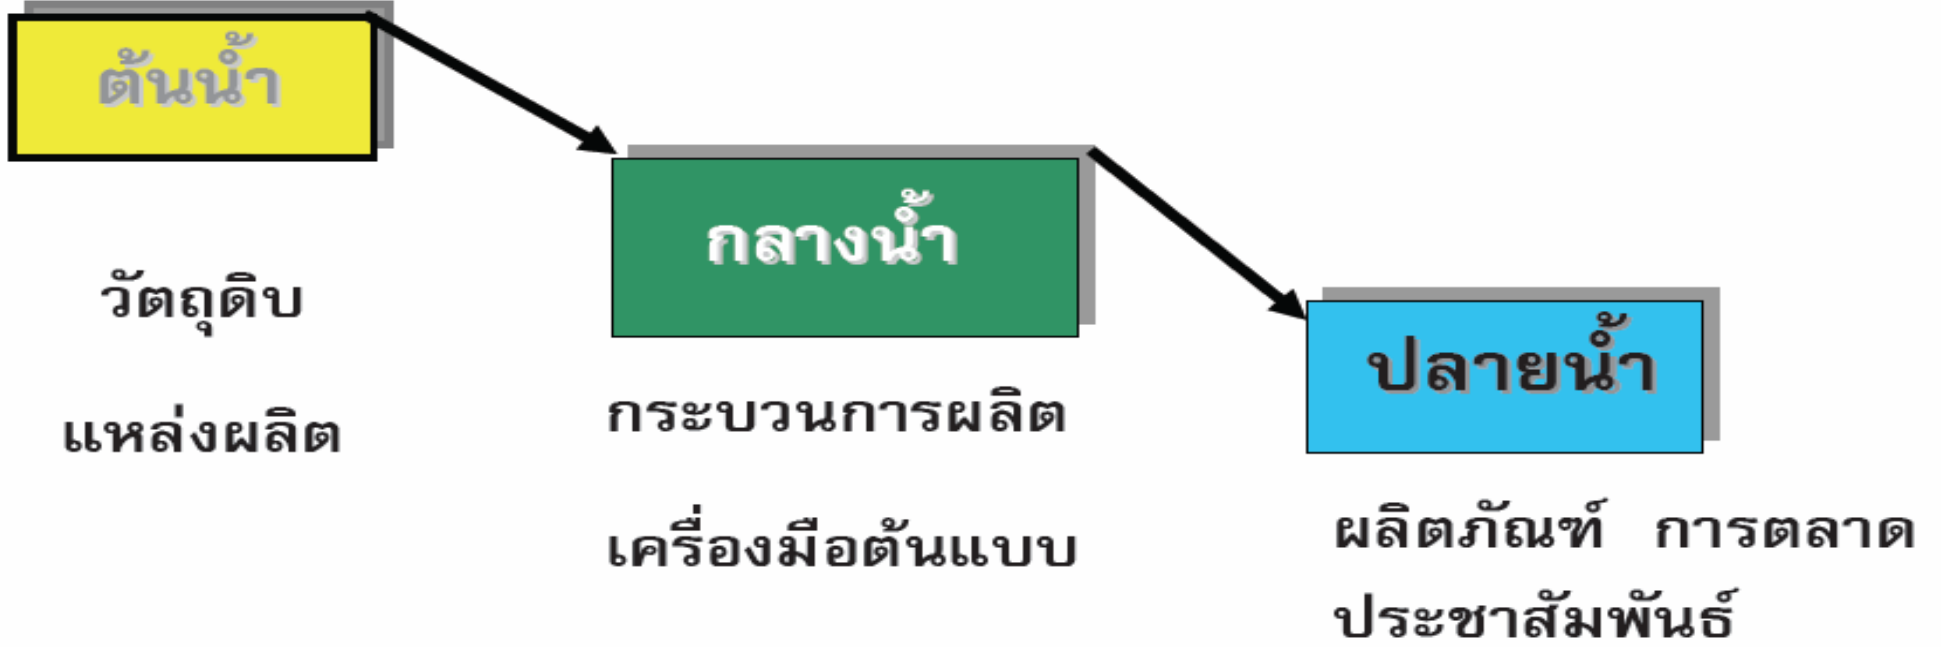 ต้นน้ำ
วัตถุดิบ
แหล่งผลิต
กลางน้ำ
กระบวนการผลิต
เครื่องมือต้นแบบ
ปลายน้ำ
ผลิตภัณฑ์ การตลาด
ประชาสัมพันธ์